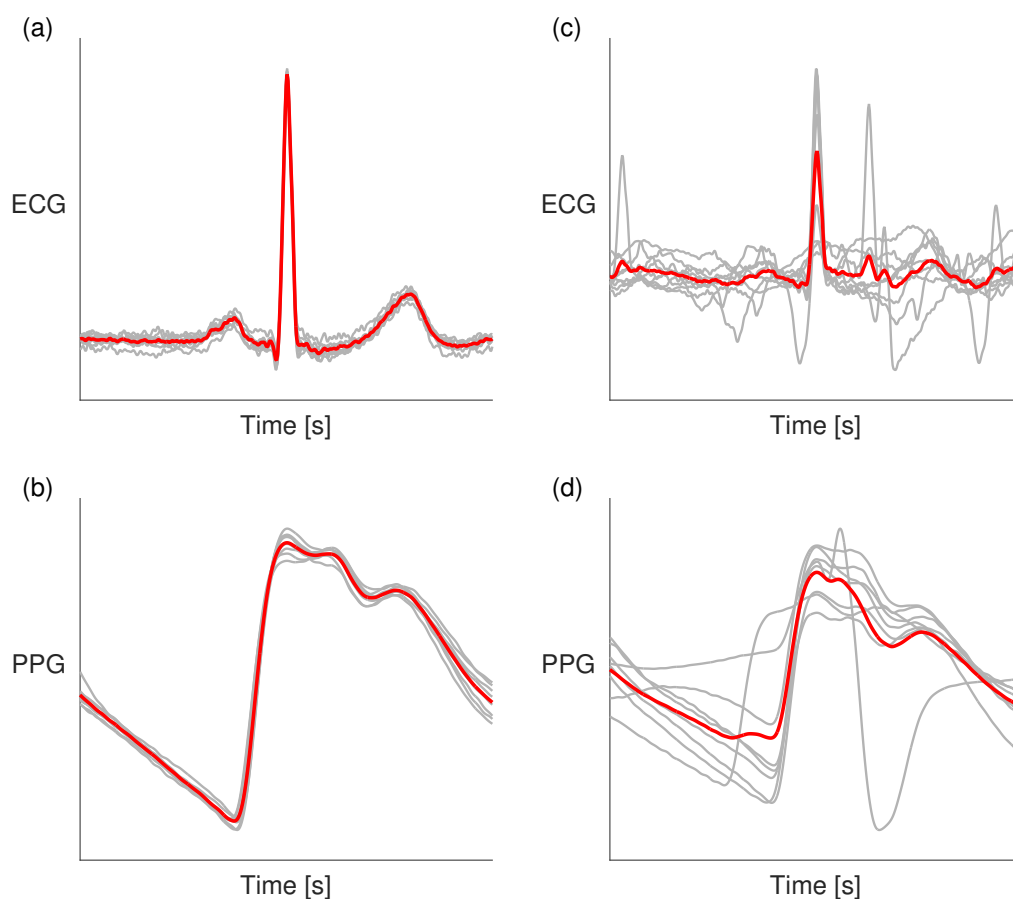 (a)
ECG
Time [s]
(c)
ECG
Time [s]
(b)
PPG
Time [s]
(d)
PPG
Time [s]